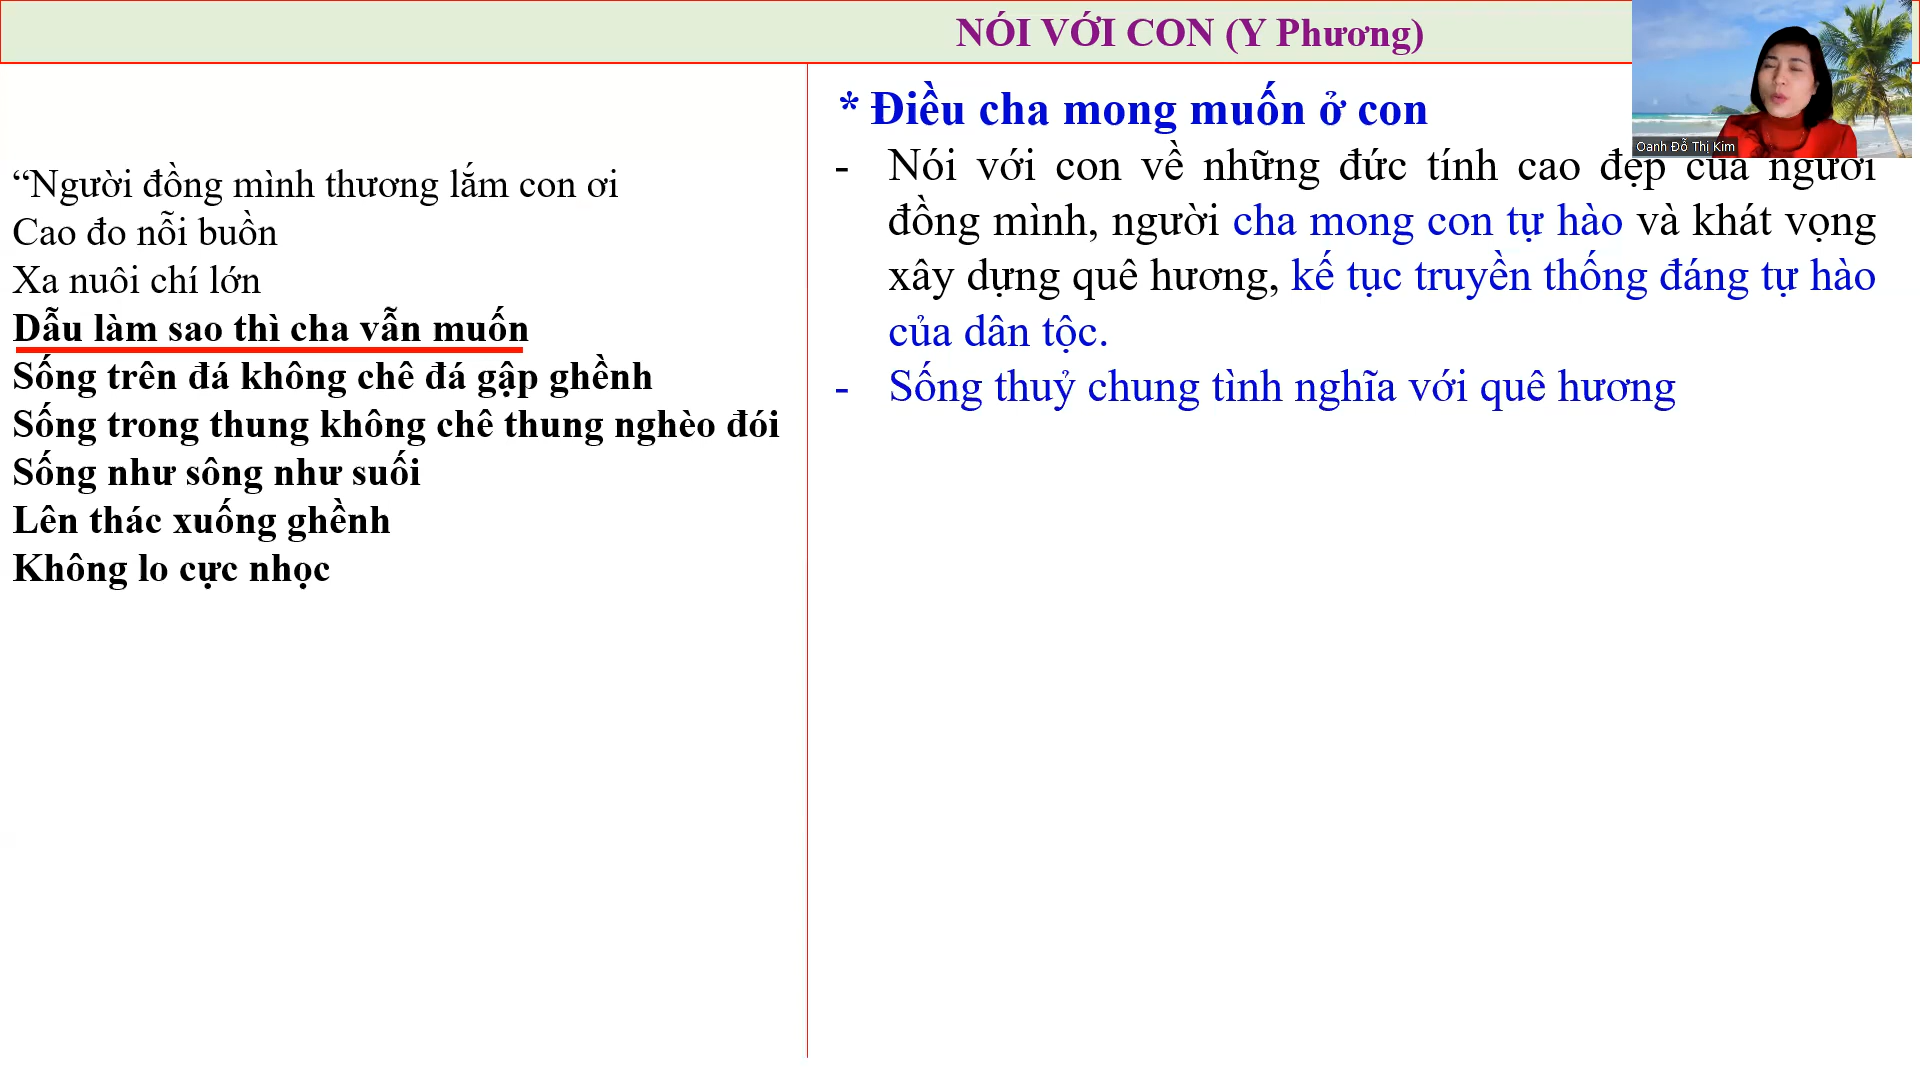 NÓI VỚI CON (Y Phương)
“Người đồng mình thương lắm con ơi
Cao đo nỗi buồn
Xa nuôi chí lớn
Dẫu làm sao thì cha vẫn muốn
Sống trên đá không chê đá gập ghềnh
Sống trong thung không chê thung nghèo đói
Sống như sông như suối
Lên thác xuống ghềnh
Không lo cực nhọc
* Điều cha mong muốn ở con
- Nói với con về những đức tính cao đẹp của người
đồng mình, người cha mong con tự hào và khát vọng
xây dựng quê hương, kế tục truyền thống đáng tự hào
của dân tộc.
- Sống thuỷ chung tình nghĩa với quê hương
Oanh Đỗ Thị Kim